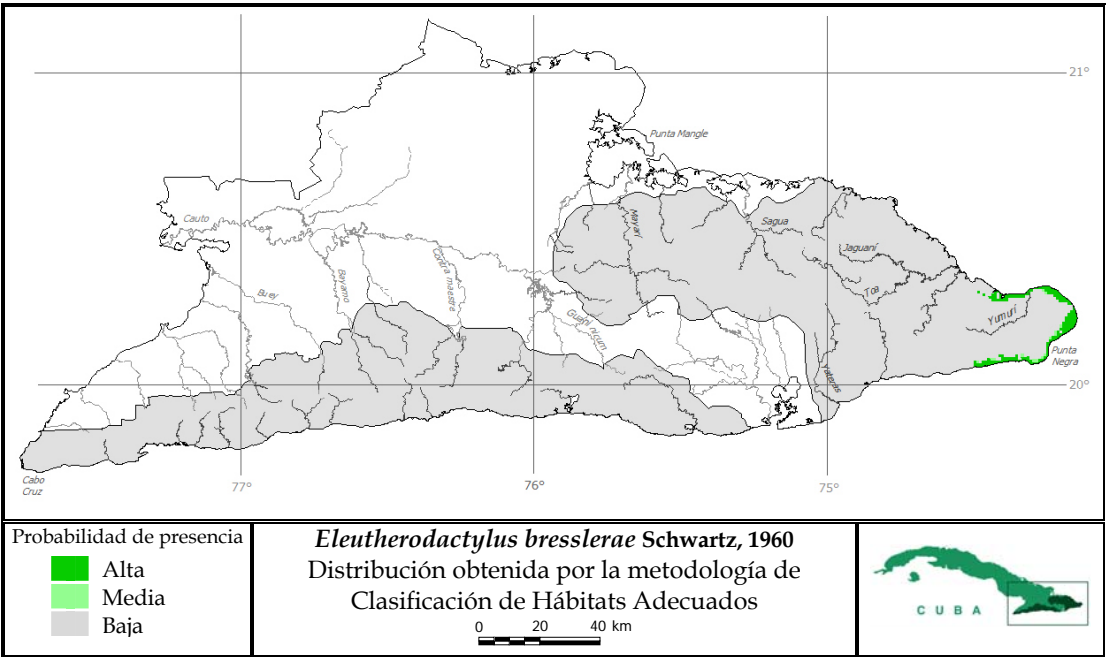 21°
Punta Mangle
Cauto
Mayarí
Sagua
Jaguaní
Contra maestre
Bayamo
Buey
Toa
Yumurí
Punta
Negra
Yateras
20°
Cabo
Cruz
77°
76°
75°
Probabilidad de presencia
Alta
Media
Baja
Eleutherodactylus bresslerae Schwartz, 1960
Distribución obtenida por la metodología de
Clasificación de Hábitats Adecuados
0 20 40 km
CUBA